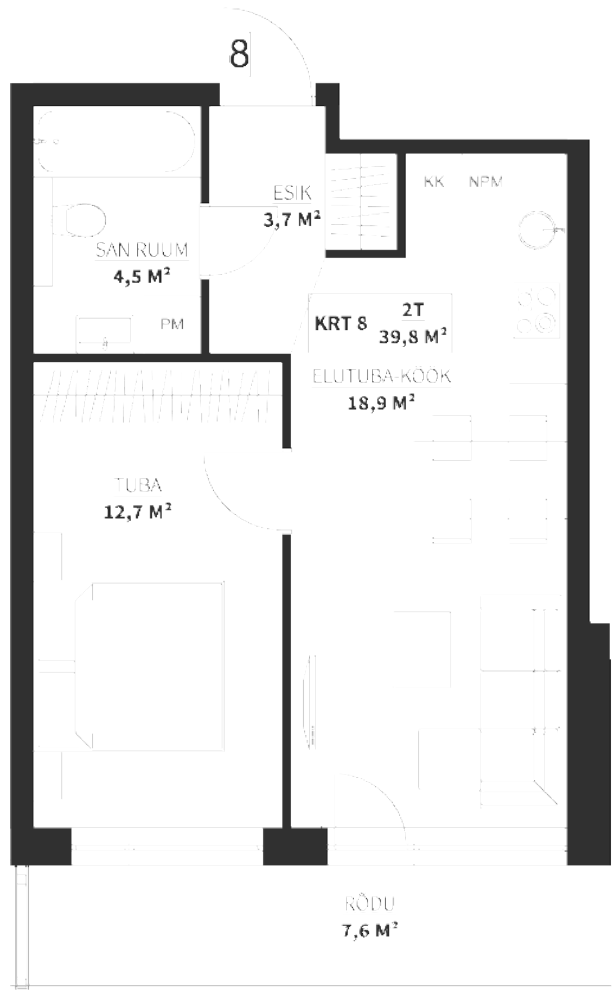 8
ESIK
3,7 M²
KK NPM
SAN RUUM
4,5 M²
PM
KRT 8
2T
39,8 M²
ELUTUBA-KÖÖK
18,9 M²
TUBA
12,7 M²
RÕDU
7,6 M²